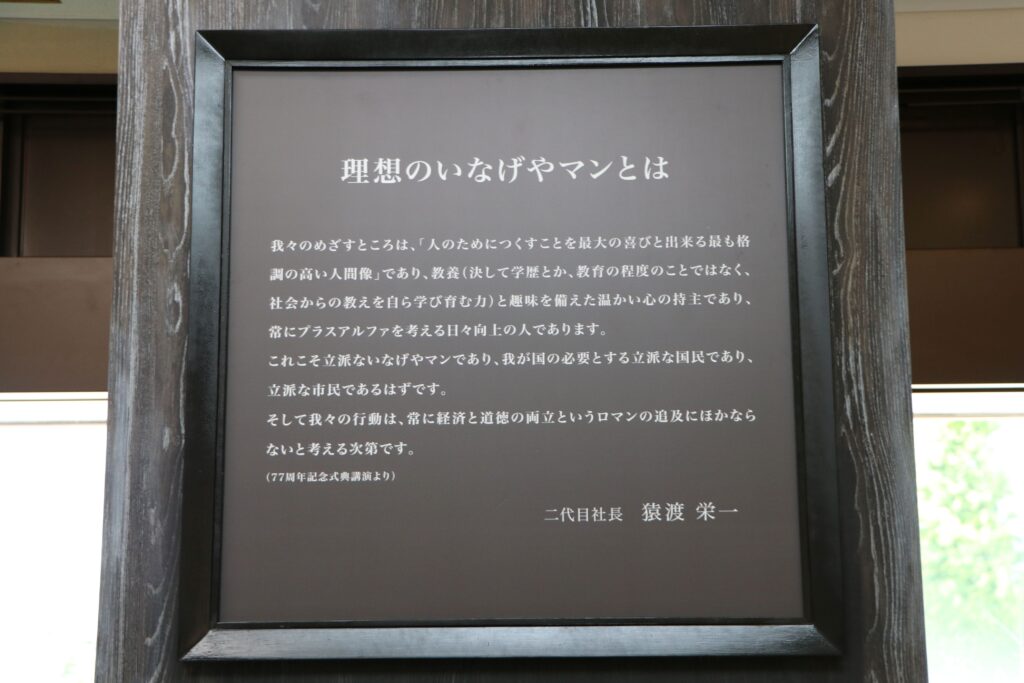 理想のいなげやマンとは
我々のめざすところは、「人のためにつくすことを最大の喜びと出来る最も格
調の高い人間像」であり、教養(決して学歴とか、教育の程度のことではなく、
社会からの教えを自ら学び育む力)と趣味を備えた温かい心の持主であり、
常にプラスアルファを考える日々向上の人であります。
これこそ立派ないなげやマンであり、我が国の必要とする立派な国民であり、
立派な市民であるはずです。
そして我々の行動は、常に経済と道徳の両立というロマンの追及にほかなら
ないと考える次第です。
(77周年記念式典講演より)
二代目社長 猿渡 栄一